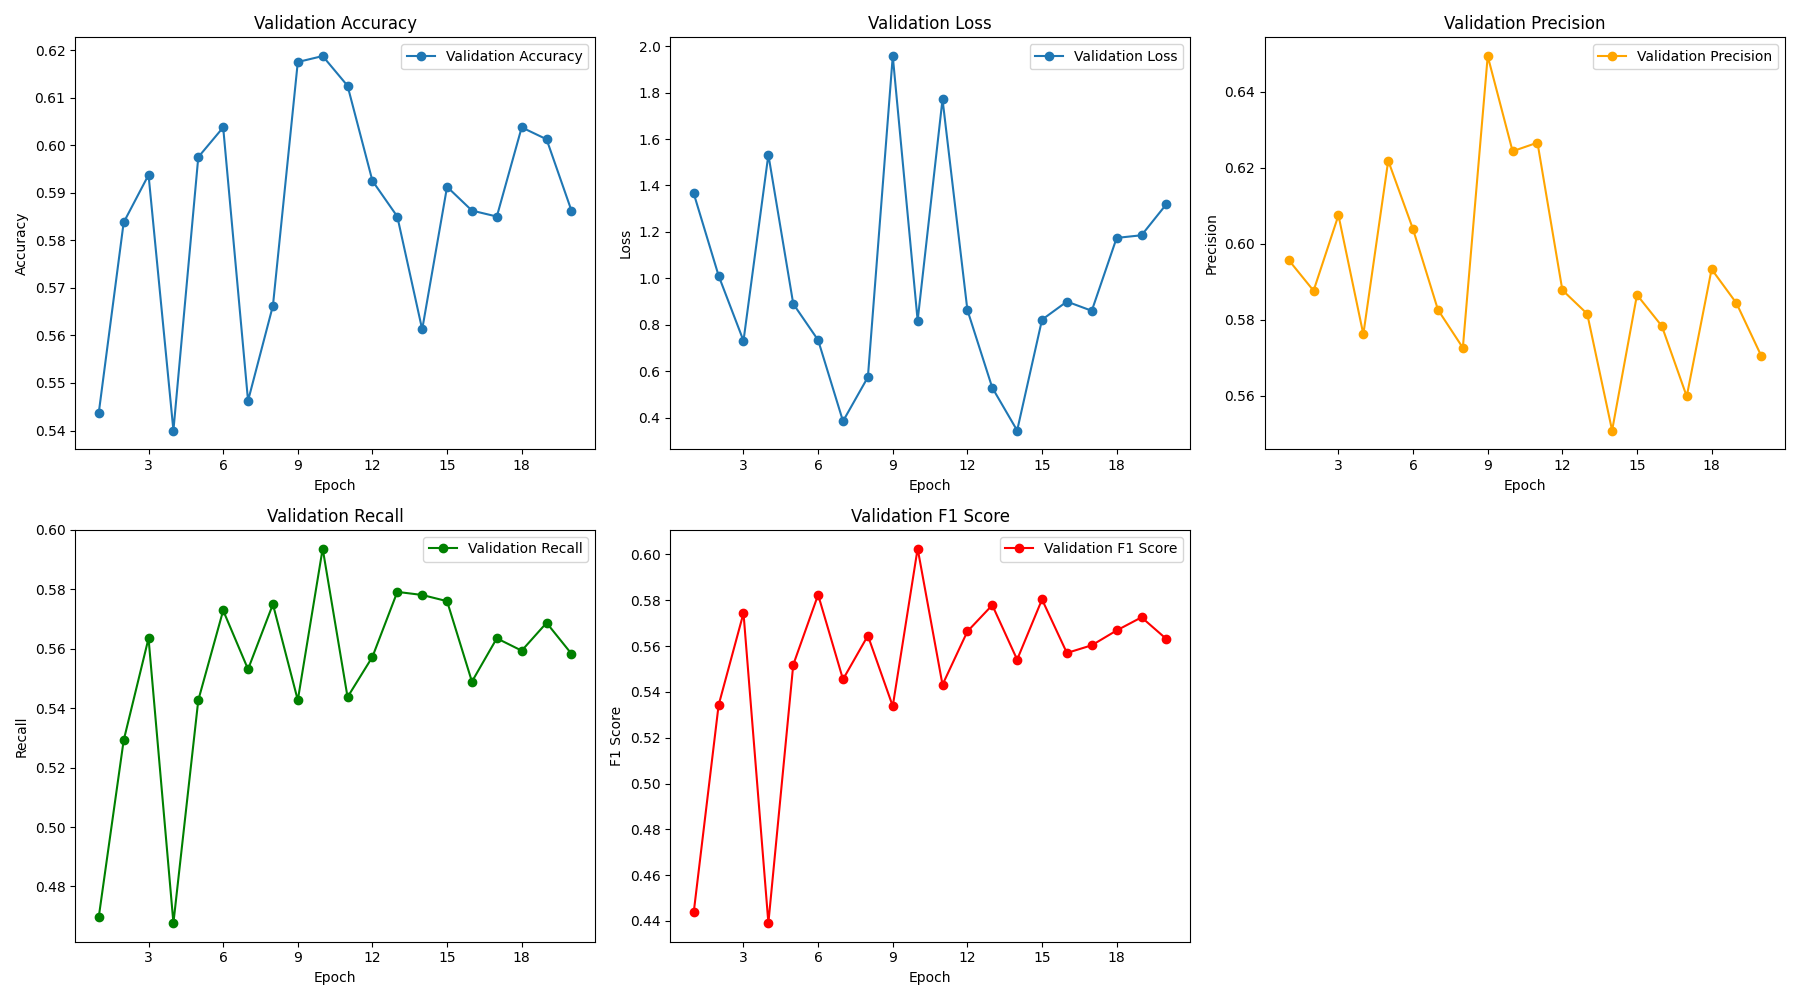 Validation Accuracy
Validation Accuracy
0.62
0.61
0.60
0.59
0.58
0.57
0.56
0.55
0.54
Accuracy
3 6 9 12 15 18
Epoch
Validation Loss
Validation Loss
2.0
1.8
1.6
1.4
1.2
1.0
0.8
0.6
0.4
Loss
3 6 9 12 15 18
Epoch
Validation Precision
Validation Precision
0.64
0.62
0.60
0.58
0.56
Precision
3 6 9 12 15 18
Epoch
Validation Recall
Validation Recall
0.60
0.58
0.56
0.54
0.52
0.50
0.48
Recall
3 6 9 12 15 18
Epoch
Validation F1 Score
Validation F1 Score
0.60
0.58
0.56
0.54
0.52
0.50
0.48
0.46
0.44
F1 Score
3 6 9 12 15 18
Epoch